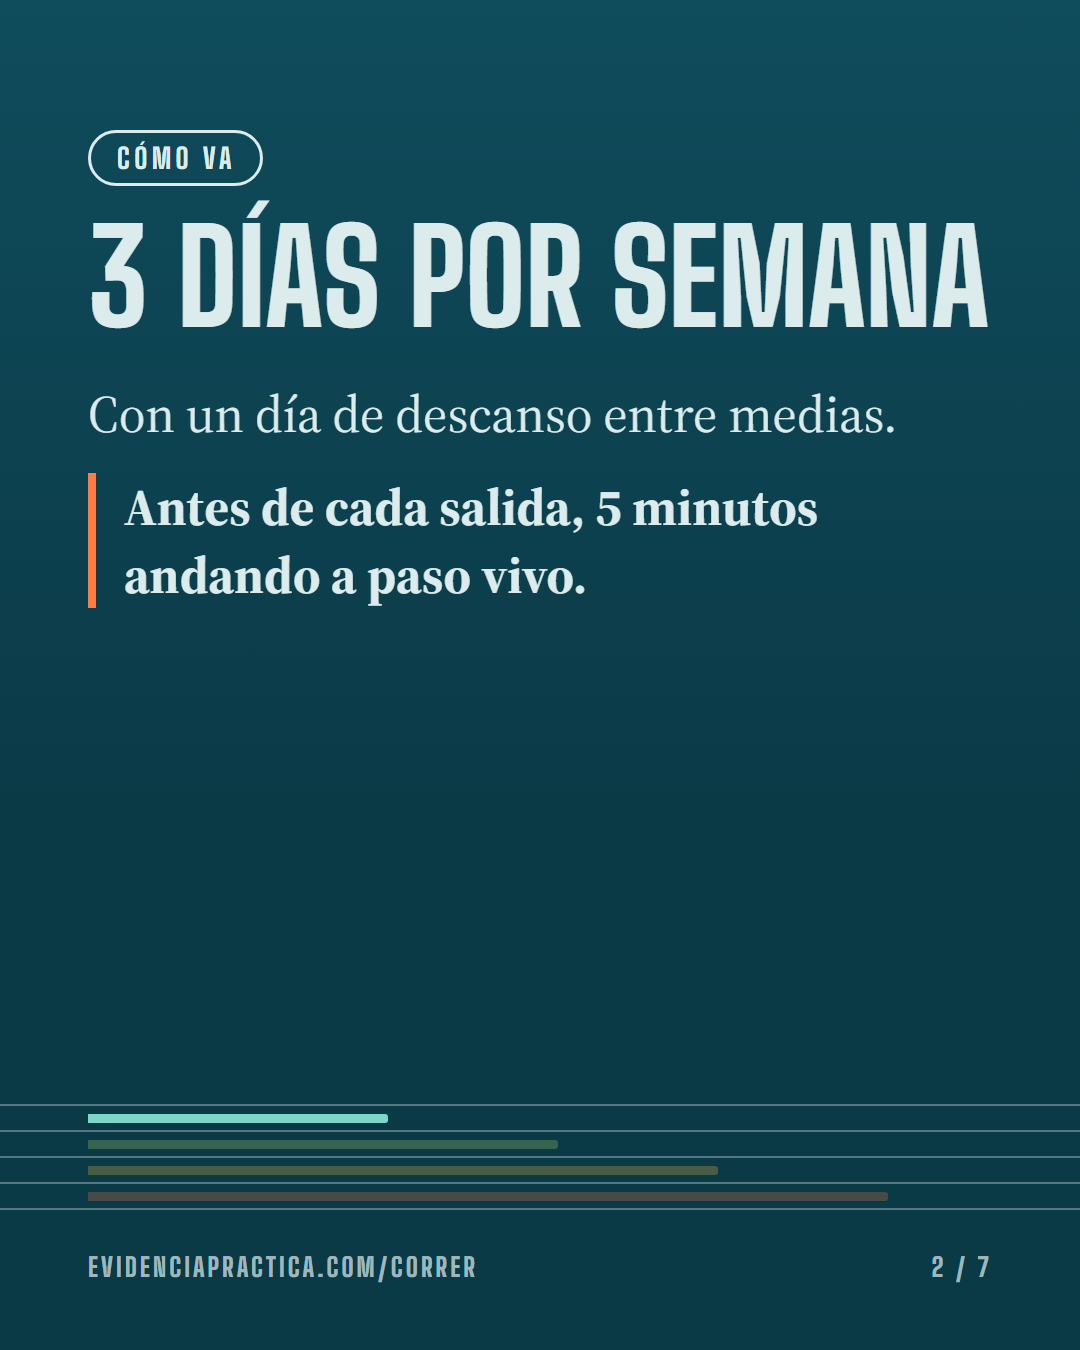 CÓMO VA
3 DÍAS POR SEMANA
Con un día de descanso entre medias.
Antes de cada salida, 5 minutos
andando a paso vivo.
EVIDENCIAPRACTICA.COM/CORRER
2 / 7